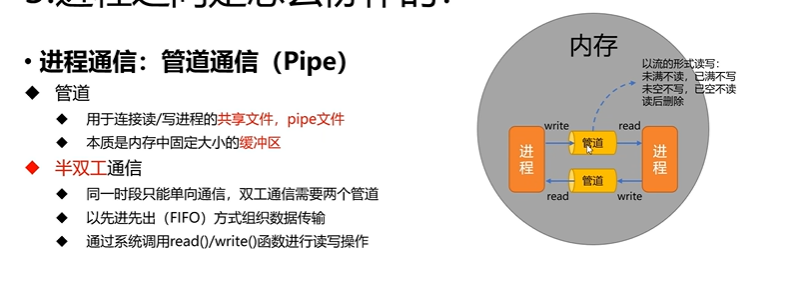 • 进程通信：管道通信（Pipe）
◆ 管道
◆ 用于连接读/写进程的共享文件，pipe文件
◆ 本质是内存中固定大小的缓冲区
◆ 半双工通信
◆ 同一时段只能单向通信，双工通信需要两个管道
◆ 以先进先出（FIFO）方式组织数据传输
◆ 通过系统调用read()/write()函数进行读写操作
内存
以流的形式读写：
未满不读，已满不写
未空不写，已空不读
读后删除
write
read
进程
管道
进程
管道
read
write